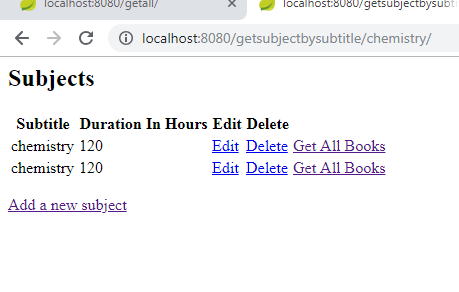 localhost:8080/getall/
localhost:8080/getsubjectbysubti
localhost:8080/getsubjectbysubtitle/chemistry/
Subjects
Subtitle Duration In Hours Edit Delete
chemistry 120 Edit Delete Get All Books
chemistry 120 Edit Delete Get All Books
Add a new subject